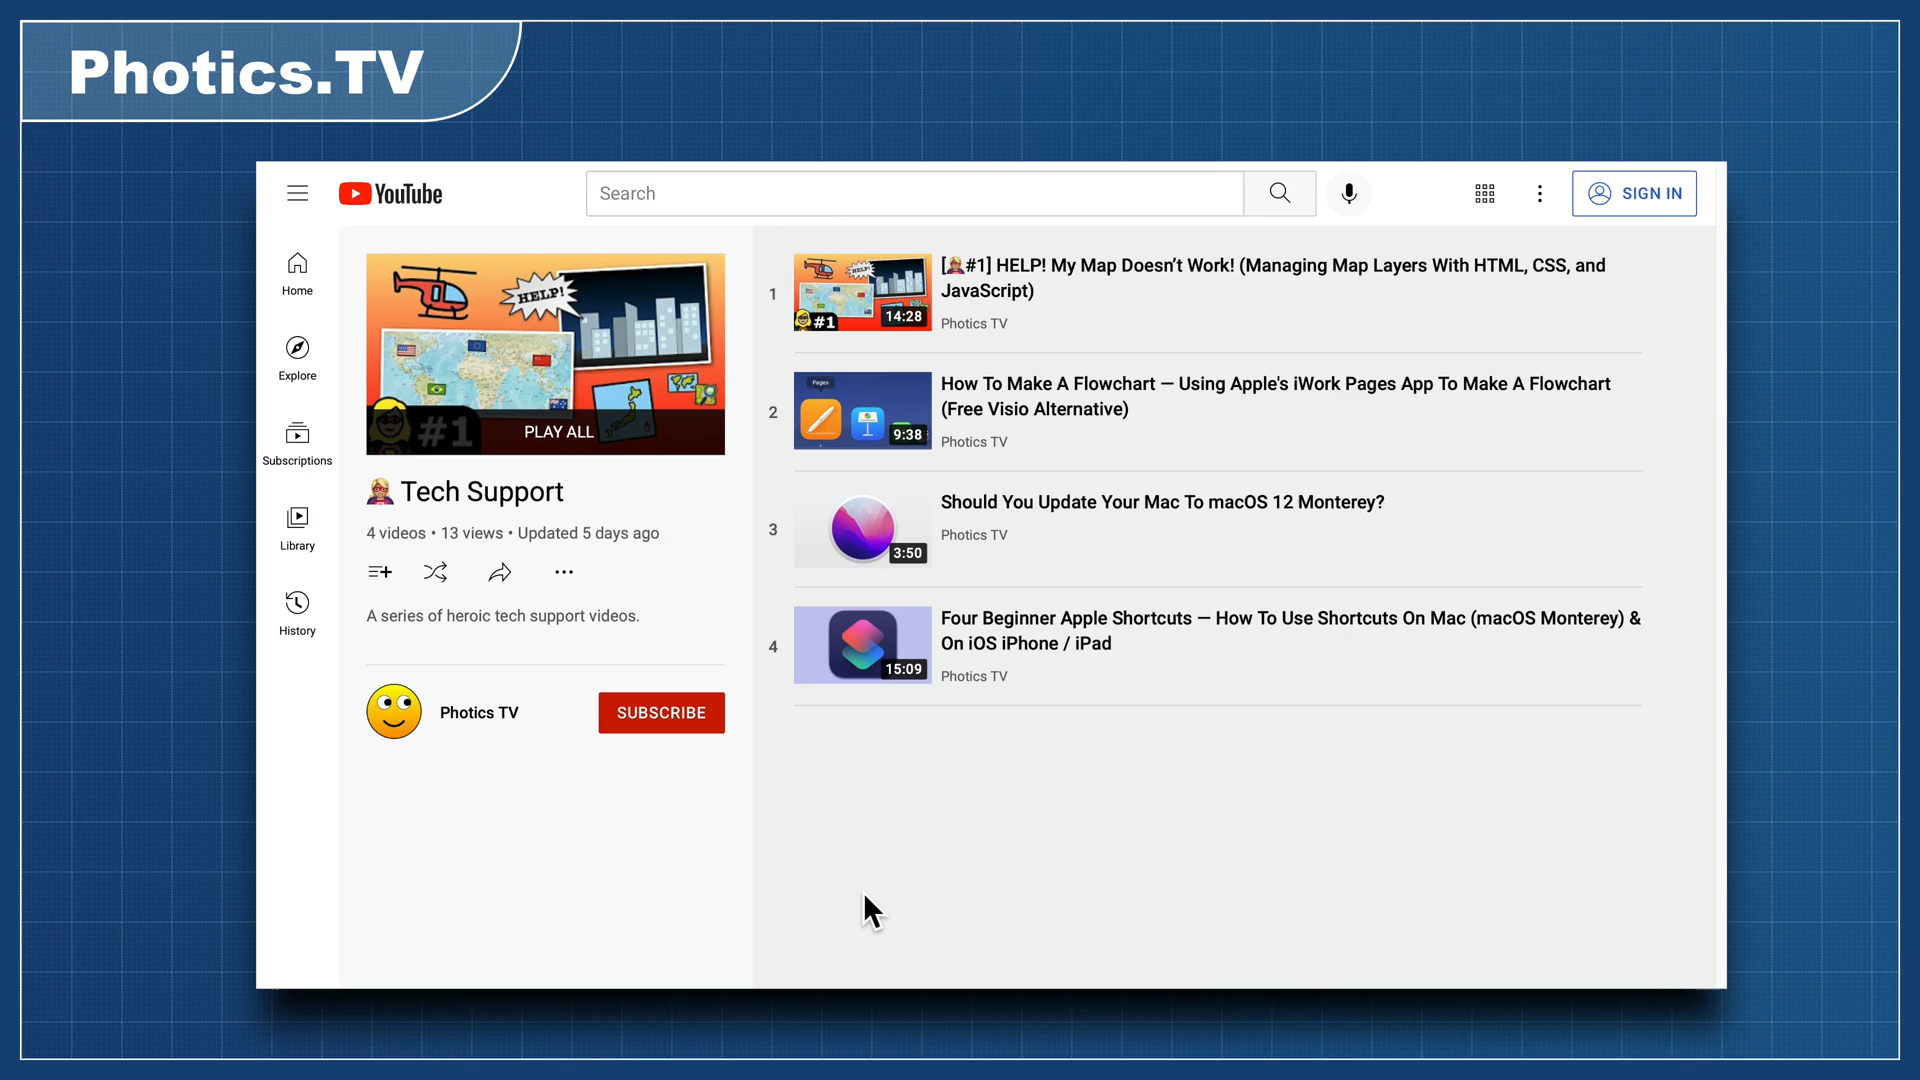 Photics.TV
YouTube
Search
SIGN IN
Home
Explore
Subscriptions
Library
History
HELP!
#1
PLAY ALL
Tech Support
4 videos • 13 views • Updated 5 days ago
A series of heroic tech support videos.
Photics TV
SUBSCRIBE
1
HELP!
#1
14:28
[#1] HELP! My Map Doesn’t Work! (Managing Map Layers With HTML, CSS, and
JavaScript)
Photics TV
2
Pages
9:38
How To Make A Flowchart — Using Apple's iWork Pages App To Make A Flowchart
(Free Visio Alternative)
Photics TV
3
3:50
Should You Update Your Mac To macOS 12 Monterey?
Photics TV
4
15:09
Four Beginner Apple Shortcuts — How To Use Shortcuts On Mac (macOS Monterey) &
On iOS iPhone / iPad
Photics TV